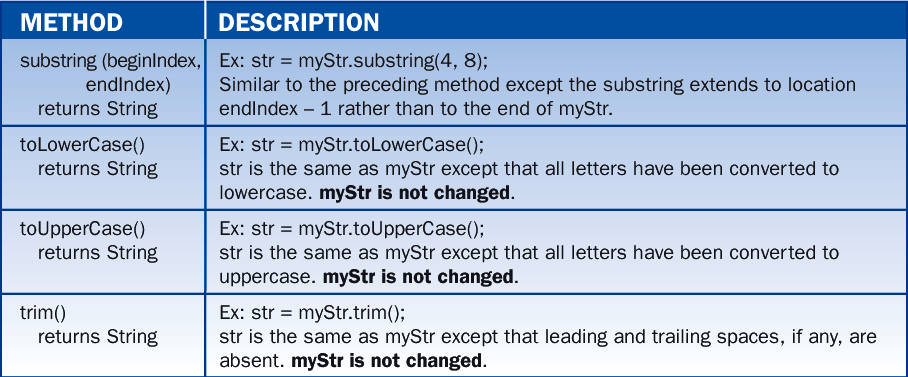 METHOD DESCRIPTION
substring (beginIndex, endIndex)
returns String
Ex: str = myStr.substring(4, 8);
Similar to the preceding method except the substring extends to location
endIndex – 1 rather than to the end of myStr.
toLowerCase()
returns String
Ex: str = myStr.toLowerCase();
str is the same as myStr except that all letters have been converted to
lowercase. myStr is not changed.
toUpperCase()
returns String
Ex: str = myStr.toUpperCase();
str is the same as myStr except that all letters have been converted to
uppercase. myStr is not changed.
trim()
returns String
Ex: str = myStr.trim();
str is the same as myStr except that leading and trailing spaces, if any, are
absent. myStr is not changed.